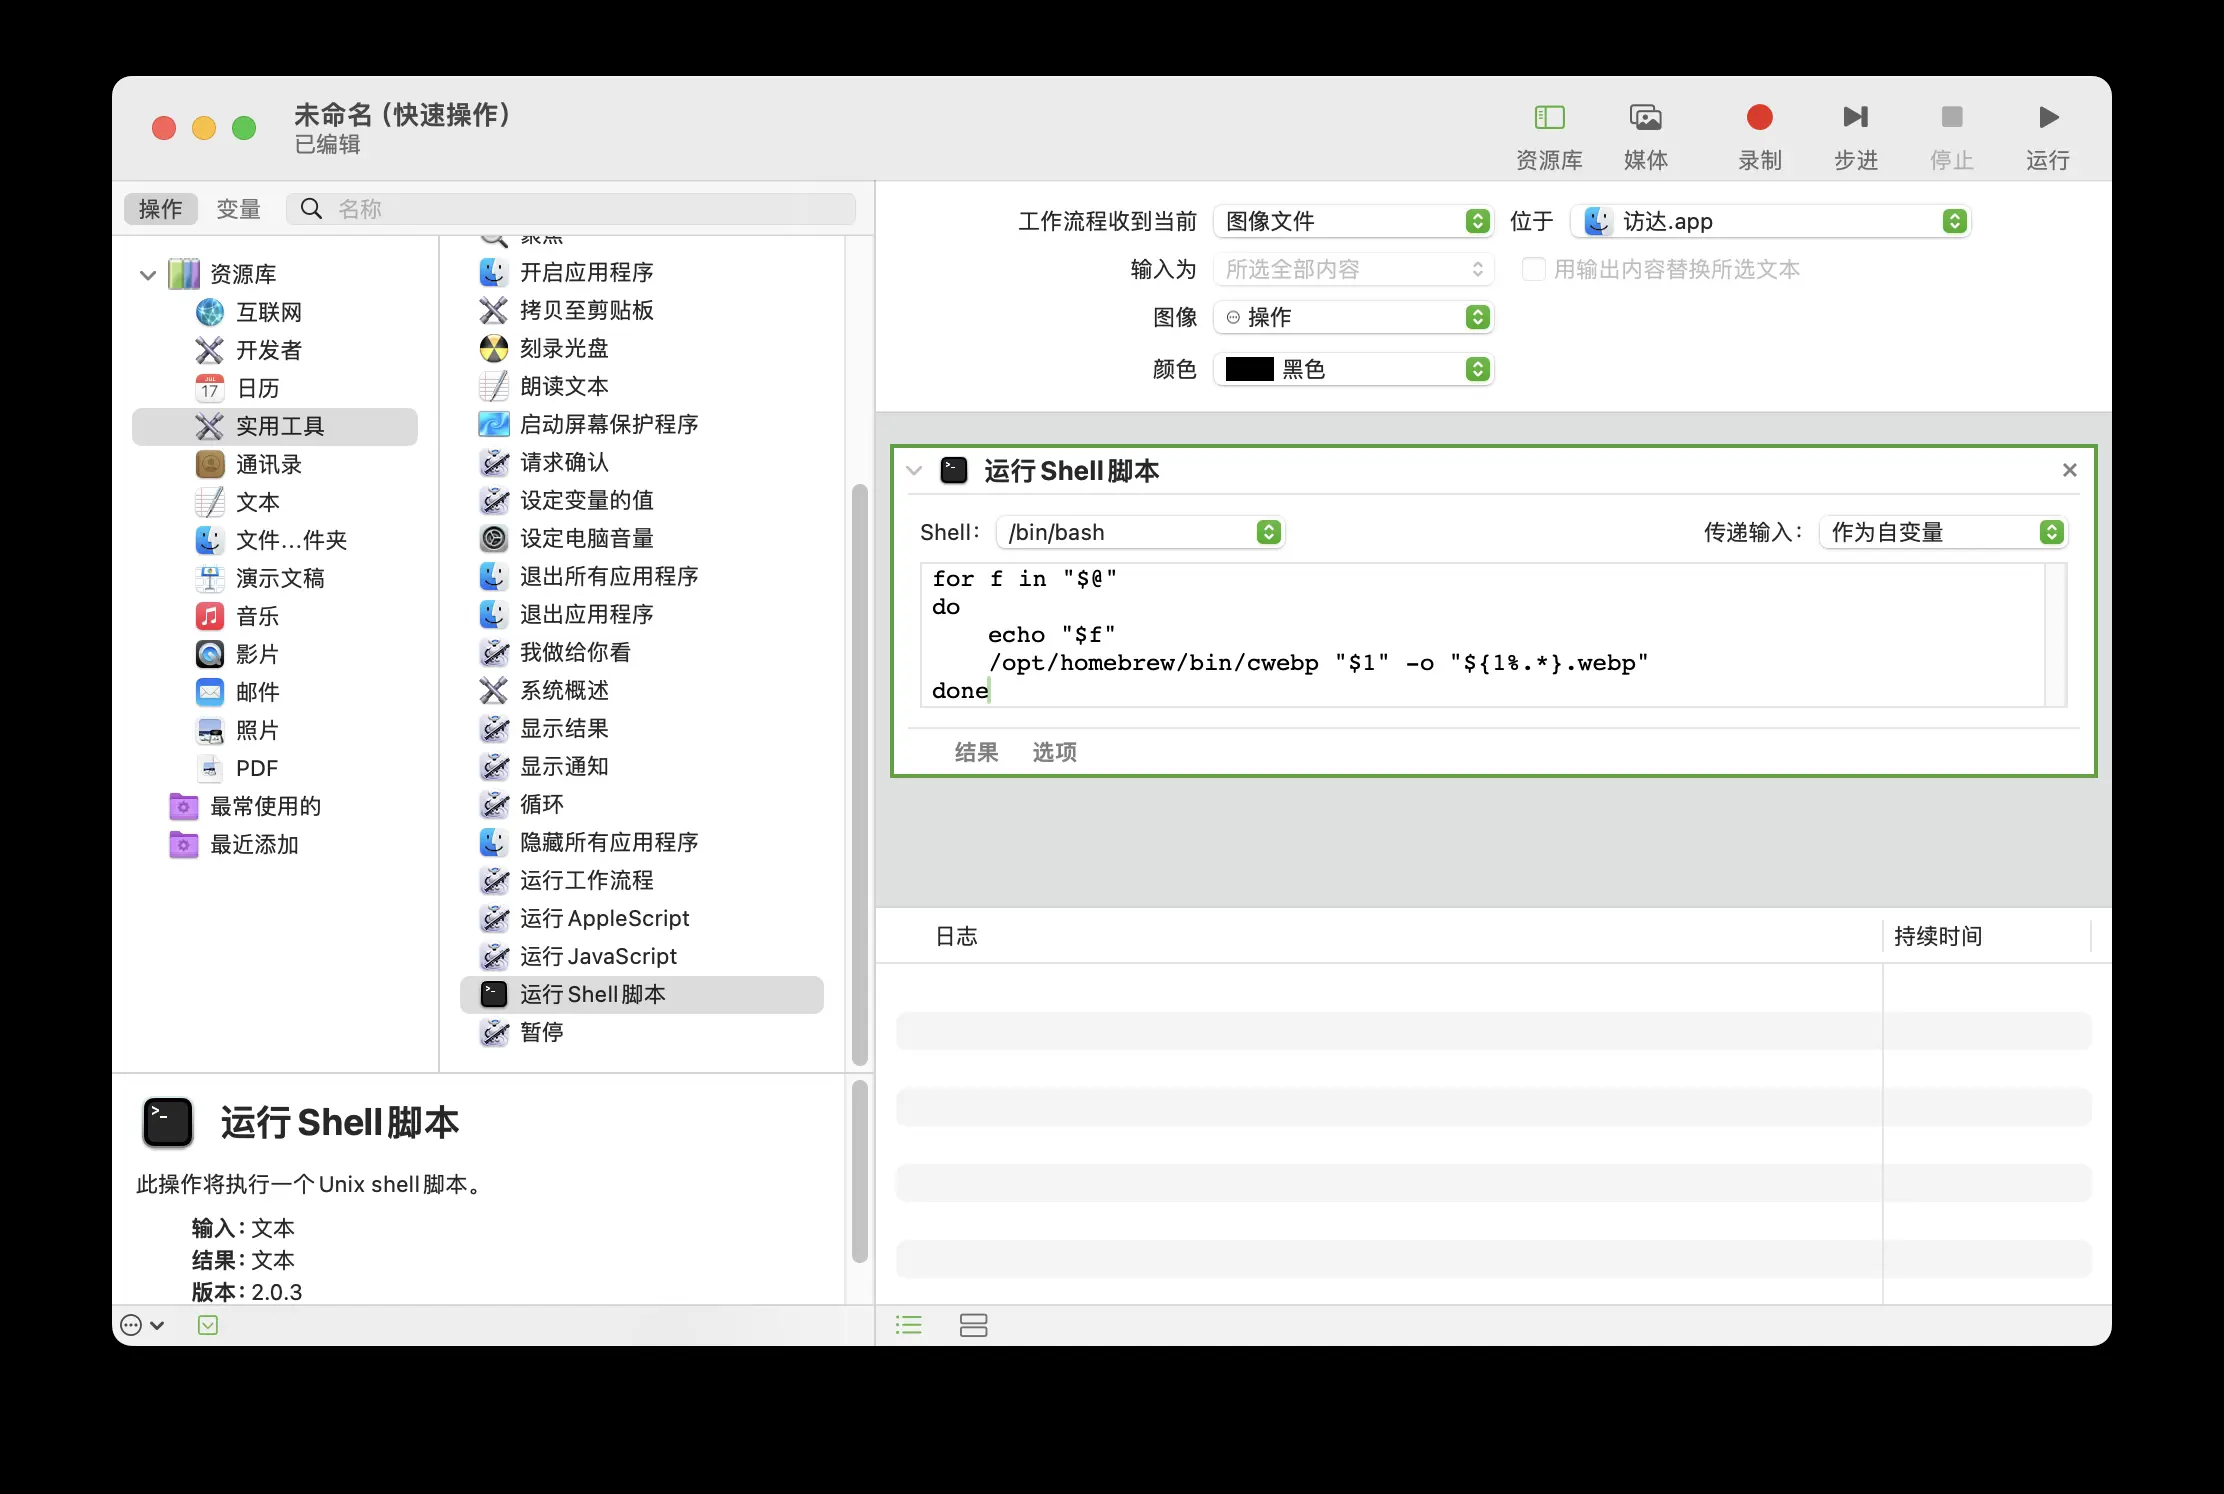 未命名（快速操作）
已编辑
资源库
媒体
录制
步进
停止
运行
操作
变量
名称
资源库
互联网
开发者
JUL
17
日历
实用工具
通讯录
文本
文件...件夹
演示文稿
音乐
影片
邮件
照片
PDF
最常使用的
最近添加
聚焦
开启应用程序
拷贝至剪贴板
刻录光盘
朗读文本
启动屏幕保护程序
请求确认
设定变量的值
设定电脑音量
退出所有应用程序
退出应用程序
我做给你看
系统概述
显示结果
显示通知
循环
隐藏所有应用程序
运行工作流程
运行 AppleScript
运行 JavaScript
运行 Shell 脚本
暂停
运行 Shell 脚本
此操作将执行一个 Unix shell 脚本。
输入：文本
结果：文本
版本：2.0.3
工作流程收到当前 图像文件 位于 访达.app
输入为 所选全部内容 用输出内容替换所选文本
图像 操作
颜色 黑色
运行 Shell 脚本
Shell： /bin/bash 传递输入： 作为自变量
for f in "$@"
do
echo "$f"
/opt/homebrew/bin/cwebp "$1" -o "${1%.*}.webp"
done
结果 选项
日志 持续时间